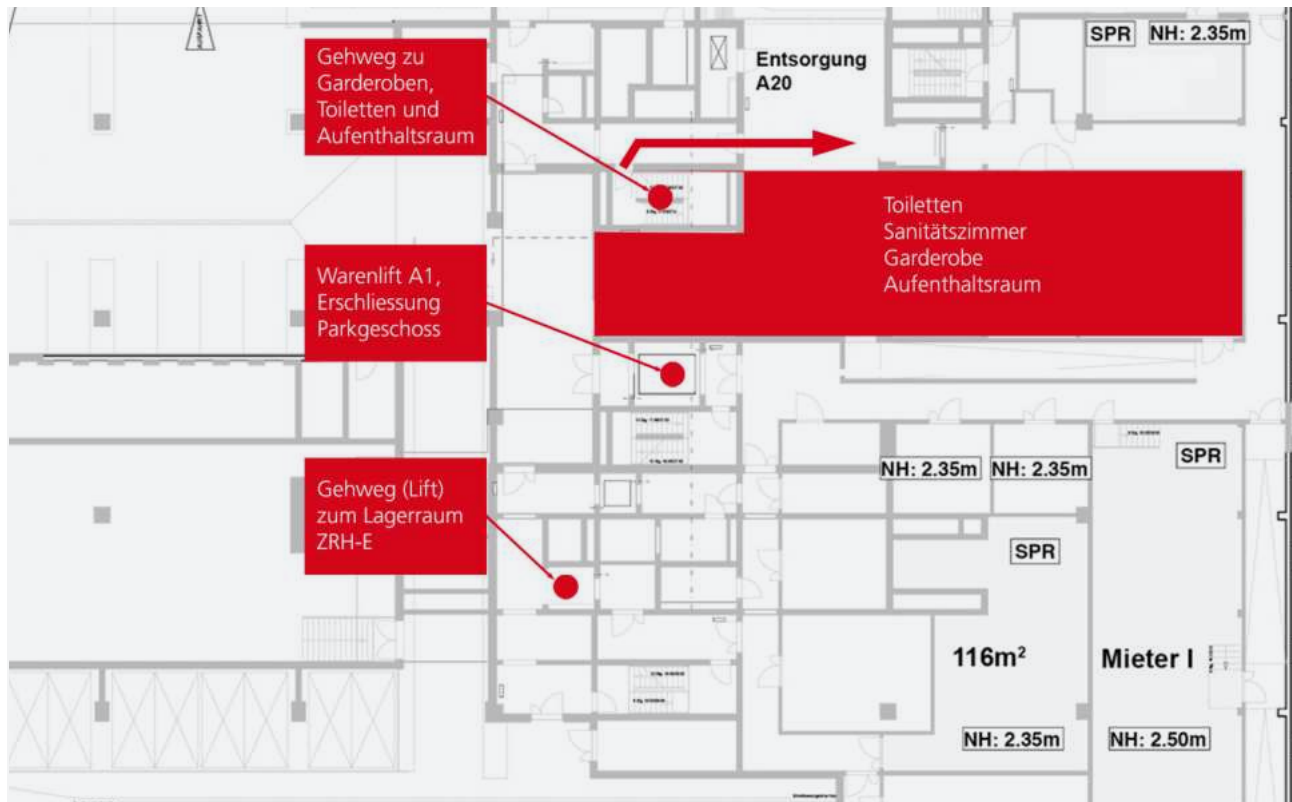 AUSFAHRT
SPR
NH: 2.35m
Gehweg zu
Garderoben,
Toiletten und
Aufenthaltsraum
Entsorgung
A20
Toiletten
Sanitätszimmer
Garderobe
Aufenthaltsraum
Warenlift A1,
Erschliessung
Parkgeschoss
NH: 2.35m
NH: 2.35m
SPR
Gehweg (Lift)
zum Lagerraum
ZRH-E
SPR
116m²
Mieter I
NH: 2.35m
NH: 2.50m